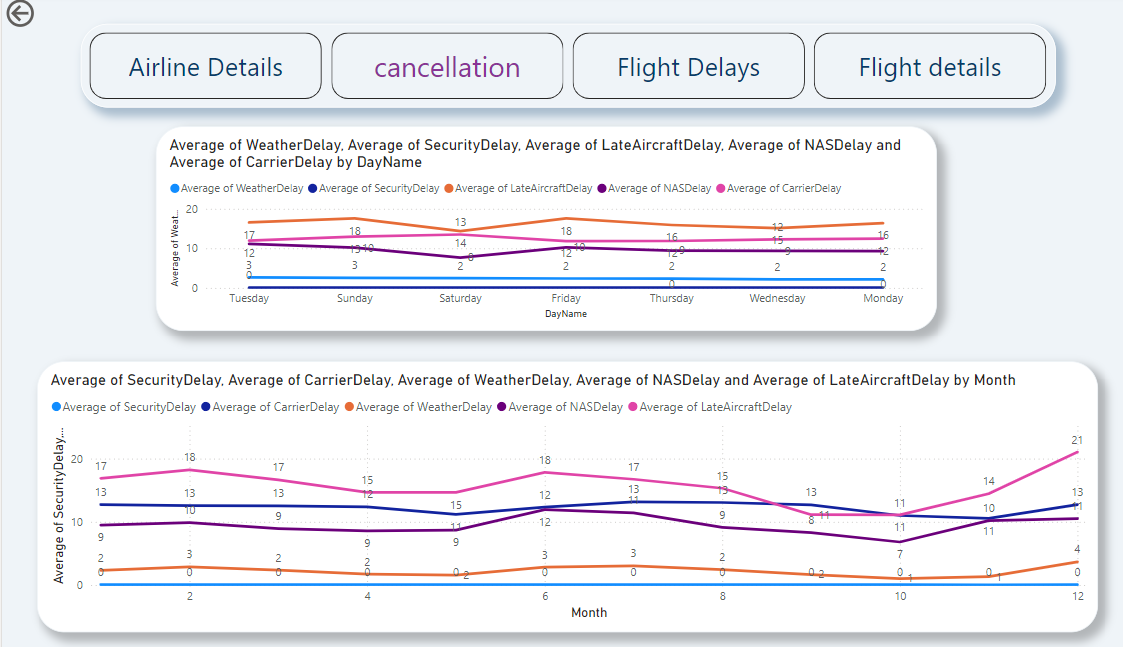 Airline Details
cancellation
Flight Delays
Flight details
Average of WeatherDelay, Average of SecurityDelay, Average of LateAircraftDelay, Average of NASDelay and
Average of CarrierDelay by DayName
Average of WeatherDelay Average of SecurityDelay Average of LateAircraftDelay Average of NASDelay Average of CarrierDelay
Average of Weat...
20
10
0
17 18 13 18 16 12 16
12 13 10 14 8 12 10 12 9 15 9 12
3 3 2 2 2 2 2
0 0 0
Tuesday Sunday Saturday Friday Thursday Wednesday Monday
DayName
Average of SecurityDelay, Average of CarrierDelay, Average of WeatherDelay, Average of NASDelay and Average of LateAircraftDelay by Month
Average of SecurityDelay Average of CarrierDelay Average of WeatherDelay Average of NASDelay Average of LateAircraftDelay
Average of SecurityDelay,...
20
10
0
17 18 17 15 15 18 17 15 11 11 14 21
13 13 13 12 11 12 13 13 13 11 10 13
9 10 9 9 9 12 11 9 8 7 11 11
2 3 2 2 2 3 3 2 2 1 1 4
0 0 0 0 0 0 0 0 0 0 0
2 4 6 8 10 12
Month